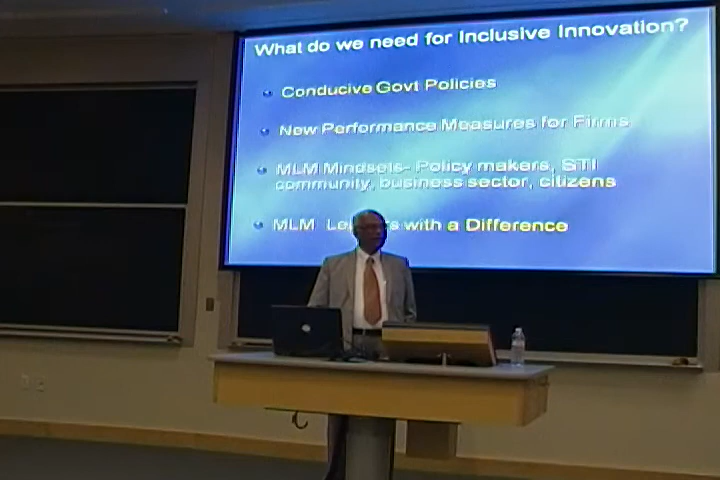 What do we need for Inclusive Innovation?
Conducive Govt Policies
New Performance Measures for Firms
MLM Mindsets- Policy makers, STI
community, business sector, citizens
MLM with a Difference